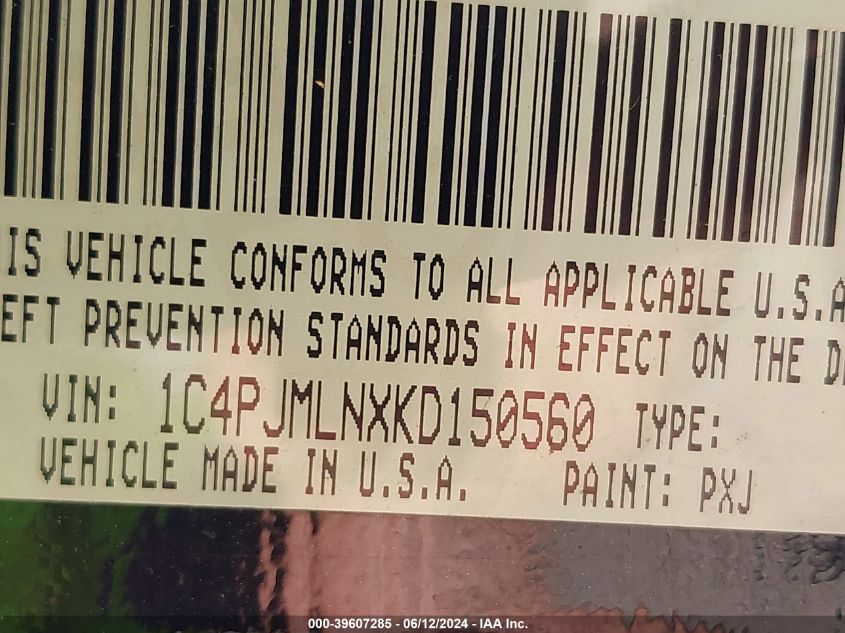 IS VEHICLE CONFORMS TO ALL APPLICABLE U.S.A
EFT PREVENTION STANDARDS IN EFFECT ON THE D
VIN: 1C4PJMLNXKD150560 TYPE:
VEHICLE MADE IN U.S.A. PAINT: PXJ
000-39607285 - 06/12/2024 - IAA Inc.